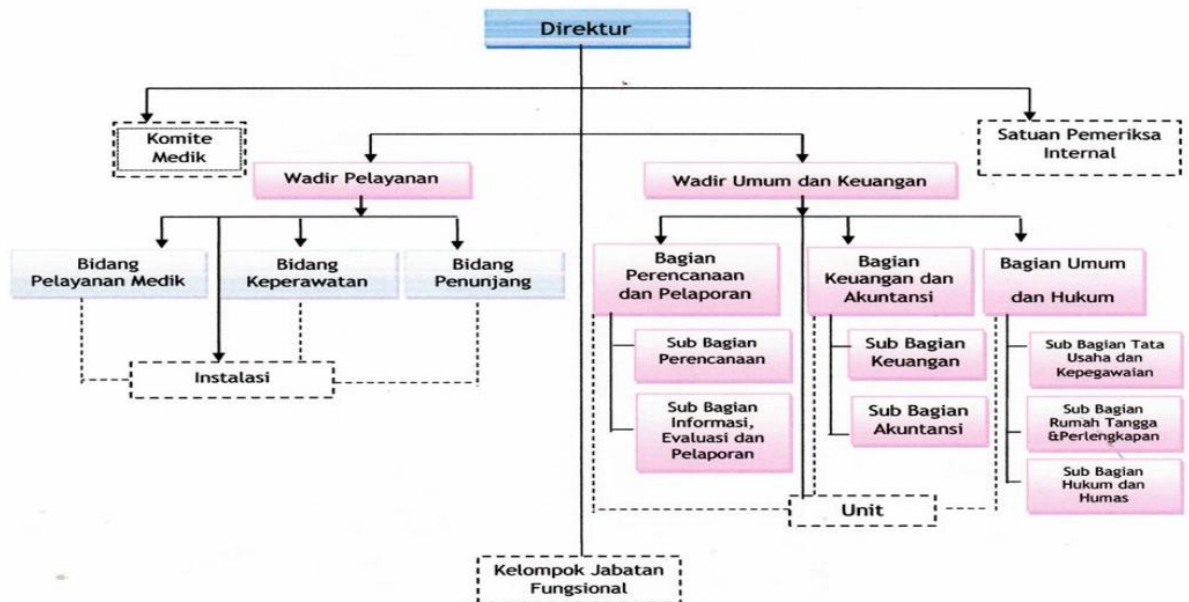 Direktur
Komite
Medik
Satuan Pemeriksa
Internal
Wadir Pelayanan
Wadir Umum dan Keuangan
Bidang
Pelayanan Medik
Bidang
Keperawatan
Bidang
Penunjang
Bagian
Perencanaan
dan Pelaporan
Bagian
Keuangan dan
Akuntansi
Bagian Umum
dan Hukum
Instalasi
Sub Bagian
Perencanaan
Sub Bagian
Informasi,
Evaluasi dan
Pelaporan
Sub Bagian
Keuangan
Sub Bagian
Akuntansi
Sub Bagian Tata
Usaha dan
Kepegawaian
Sub Bagian
Rumah Tangga
&Perlengkapan
Sub Bagian
Hukum dan
Humas
Unit
Kelompok Jabatan
Fungsional